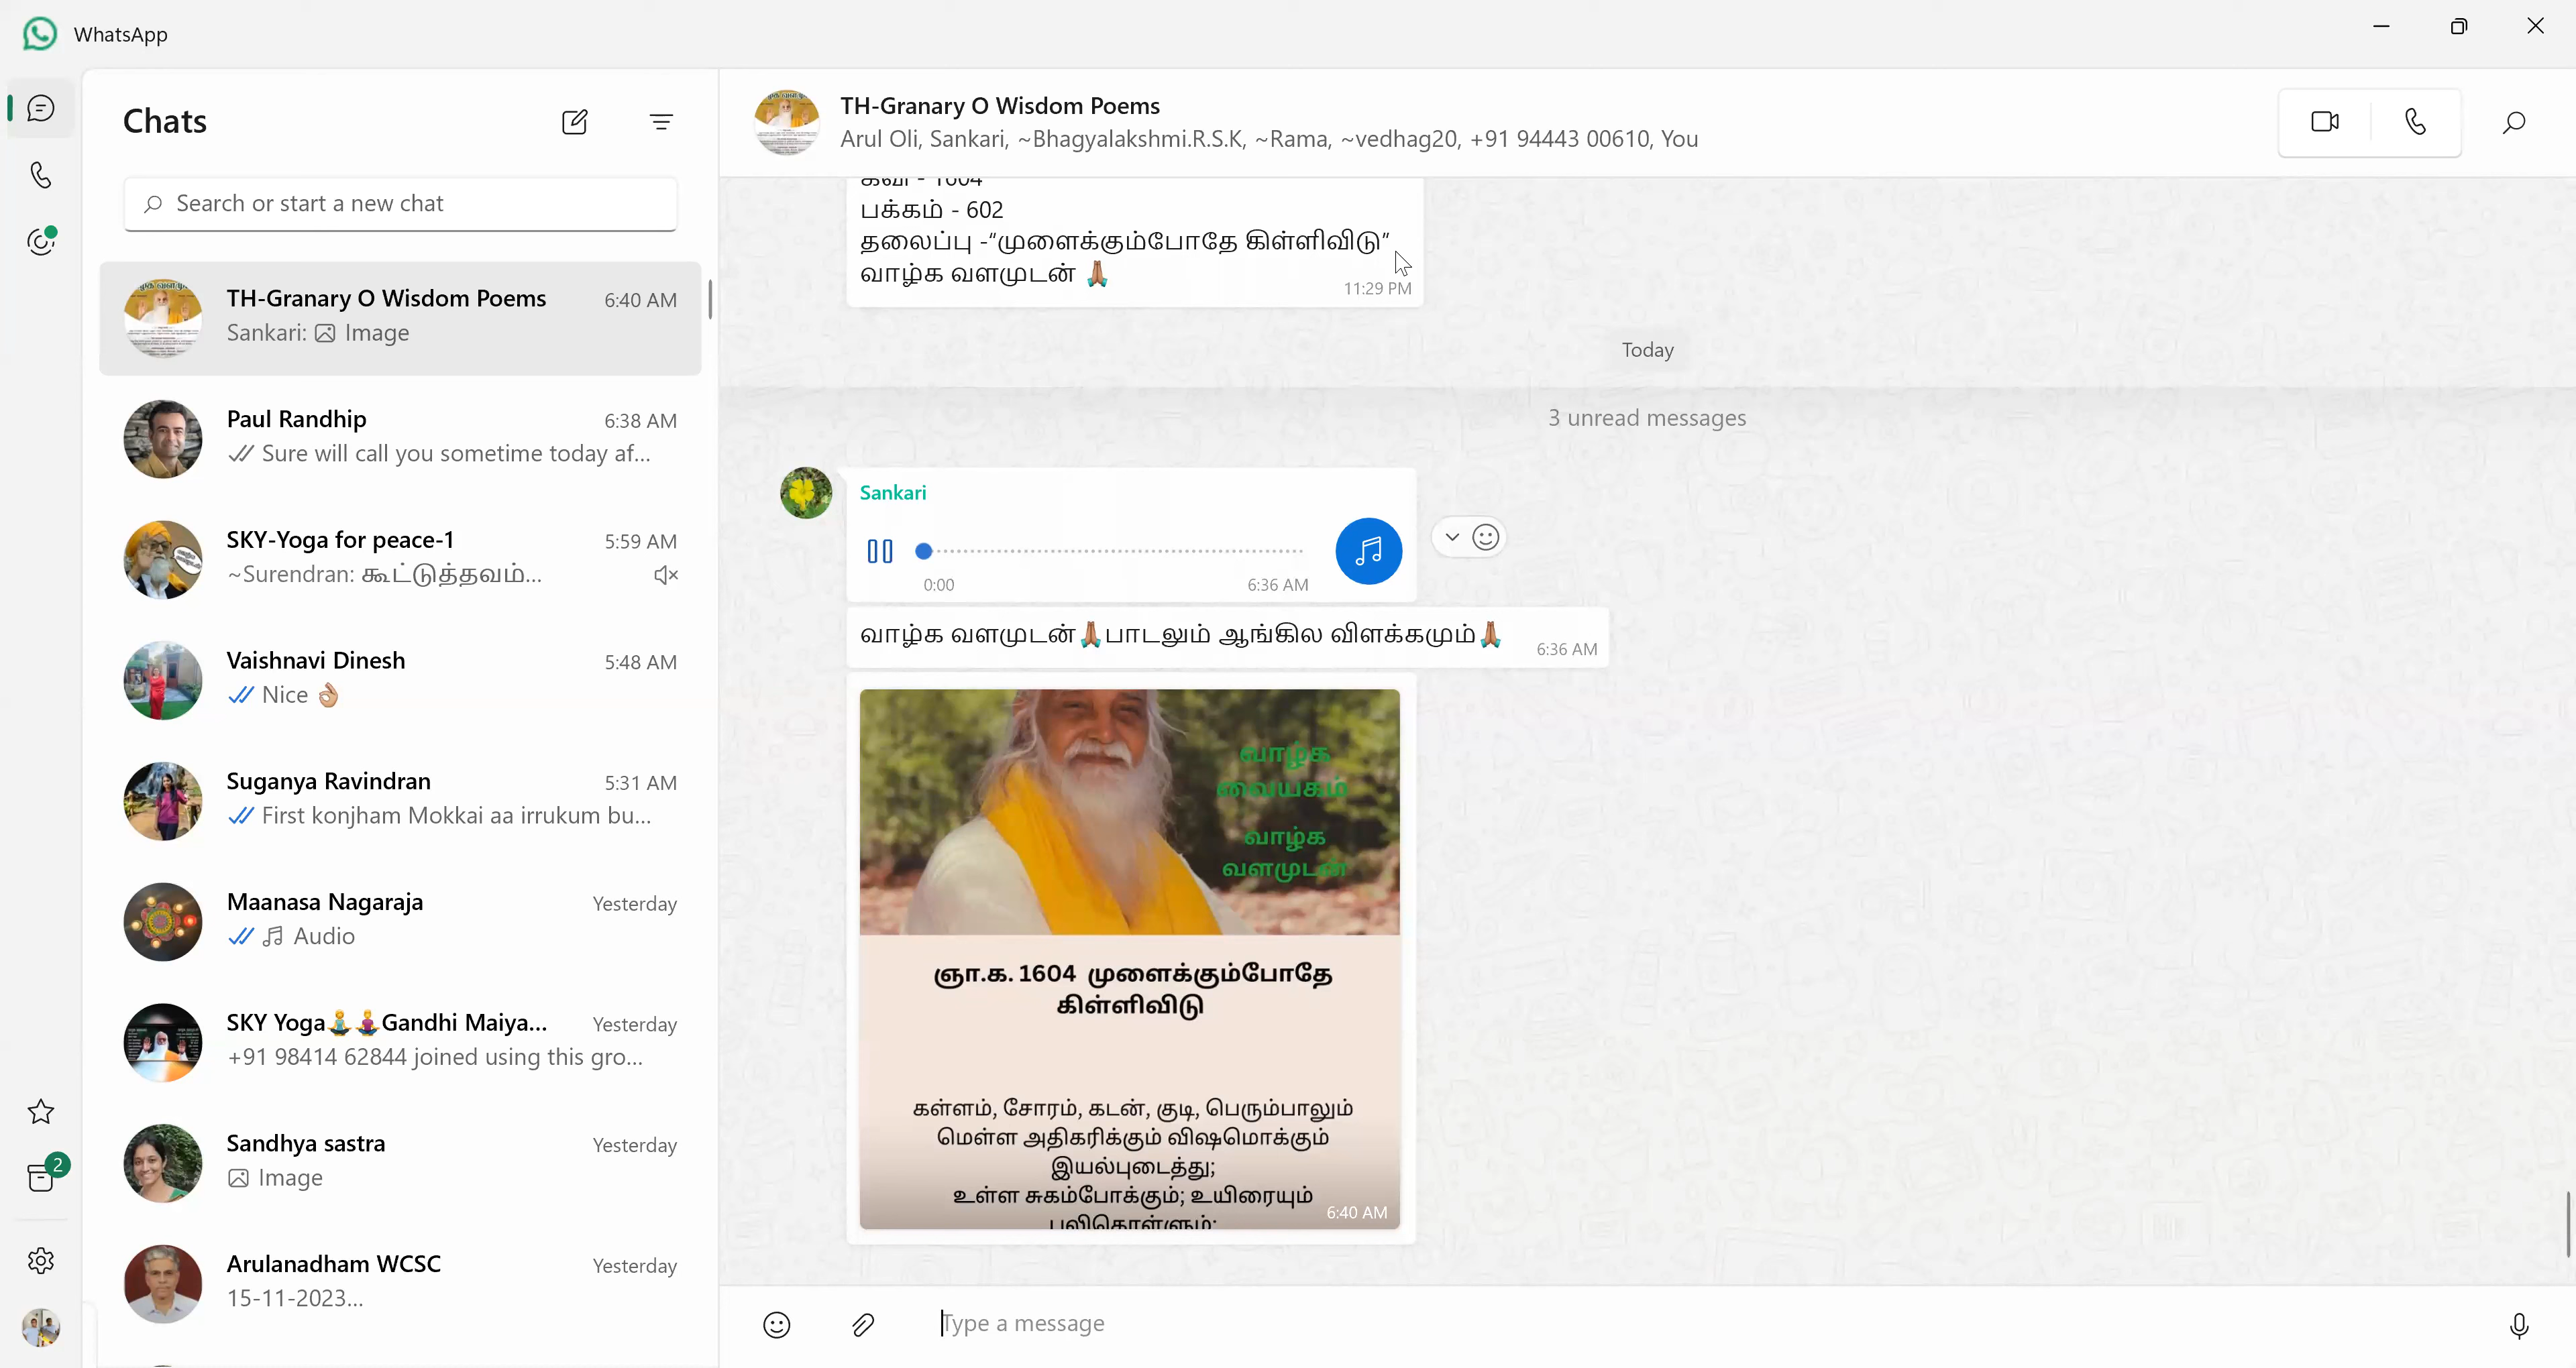 WhatsApp
Chats
Search or start a new chat
TH-Granary O Wisdom Poems 6:40 AM
Sankari: Image
Paul Randhip 6:38 AM
Sure will call you sometime today af...
SKY-Yoga for peace-1 5:59 AM
~Surendran: கூட்டுத்தவம்...
Vaishnavi Dinesh 5:48 AM
Nice 👌🏼
Suganya Ravindran 5:31 AM
First konjham Mokkai aa irrukum bu...
Maanasa Nagaraja Yesterday
Audio
SKY Yoga🧘🧘Gandhi Maiya... Yesterday
+91 98414 62844 joined using this gro...
Sandhya sastra Yesterday
Image
Arulanadham WCSC Yesterday
15-11-2023...
2
TH-Granary O Wisdom Poems
Arul Oli, Sankari, ~Bhagyalakshmi.R.S.K, ~Rama, ~vedhag20, +91 94443 00610, You
கவி - 1604
பக்கம் - 602
தலைப்பு -“முளைக்கும்போதே கிள்ளிவிடு”
வாழ்க வளமுடன் 🙏🏽
11:29 PM
Today
3 unread messages
Sankari
0:00 6:36 AM
வாழ்க வளமுடன்🙏🏽பாடலும் ஆங்கில விளக்கமும்🙏🏽 6:36 AM
வாழ்க
வையகம்
வாழ்க
வளமுடன்
ஞா.க. 1604 முளைக்கும்போதே
கிள்ளிவிடு
கள்ளம், சோரம், கடன், குடி, பெரும்பாலும்
மெள்ள அதிகரிக்கும் விஷமொக்கும்
இயல்புடைத்து;
உள்ள சுகம்போக்கும்; உயிரையும்
பலிகொள்ளும்;
6:40 AM
Type a message